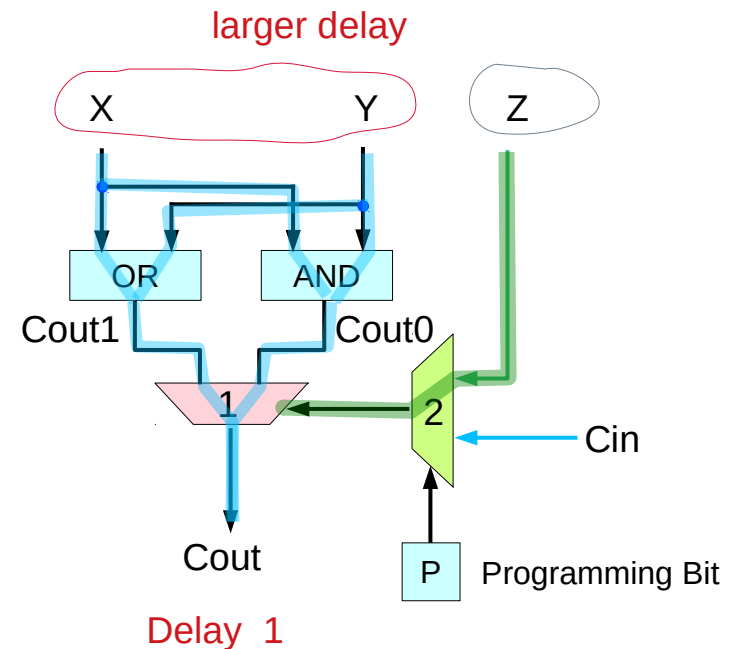 larger delay
X Y Z
OR AND
Cout1 Cout0
1
2
Cin
Cout
P Programming Bit
Delay 1